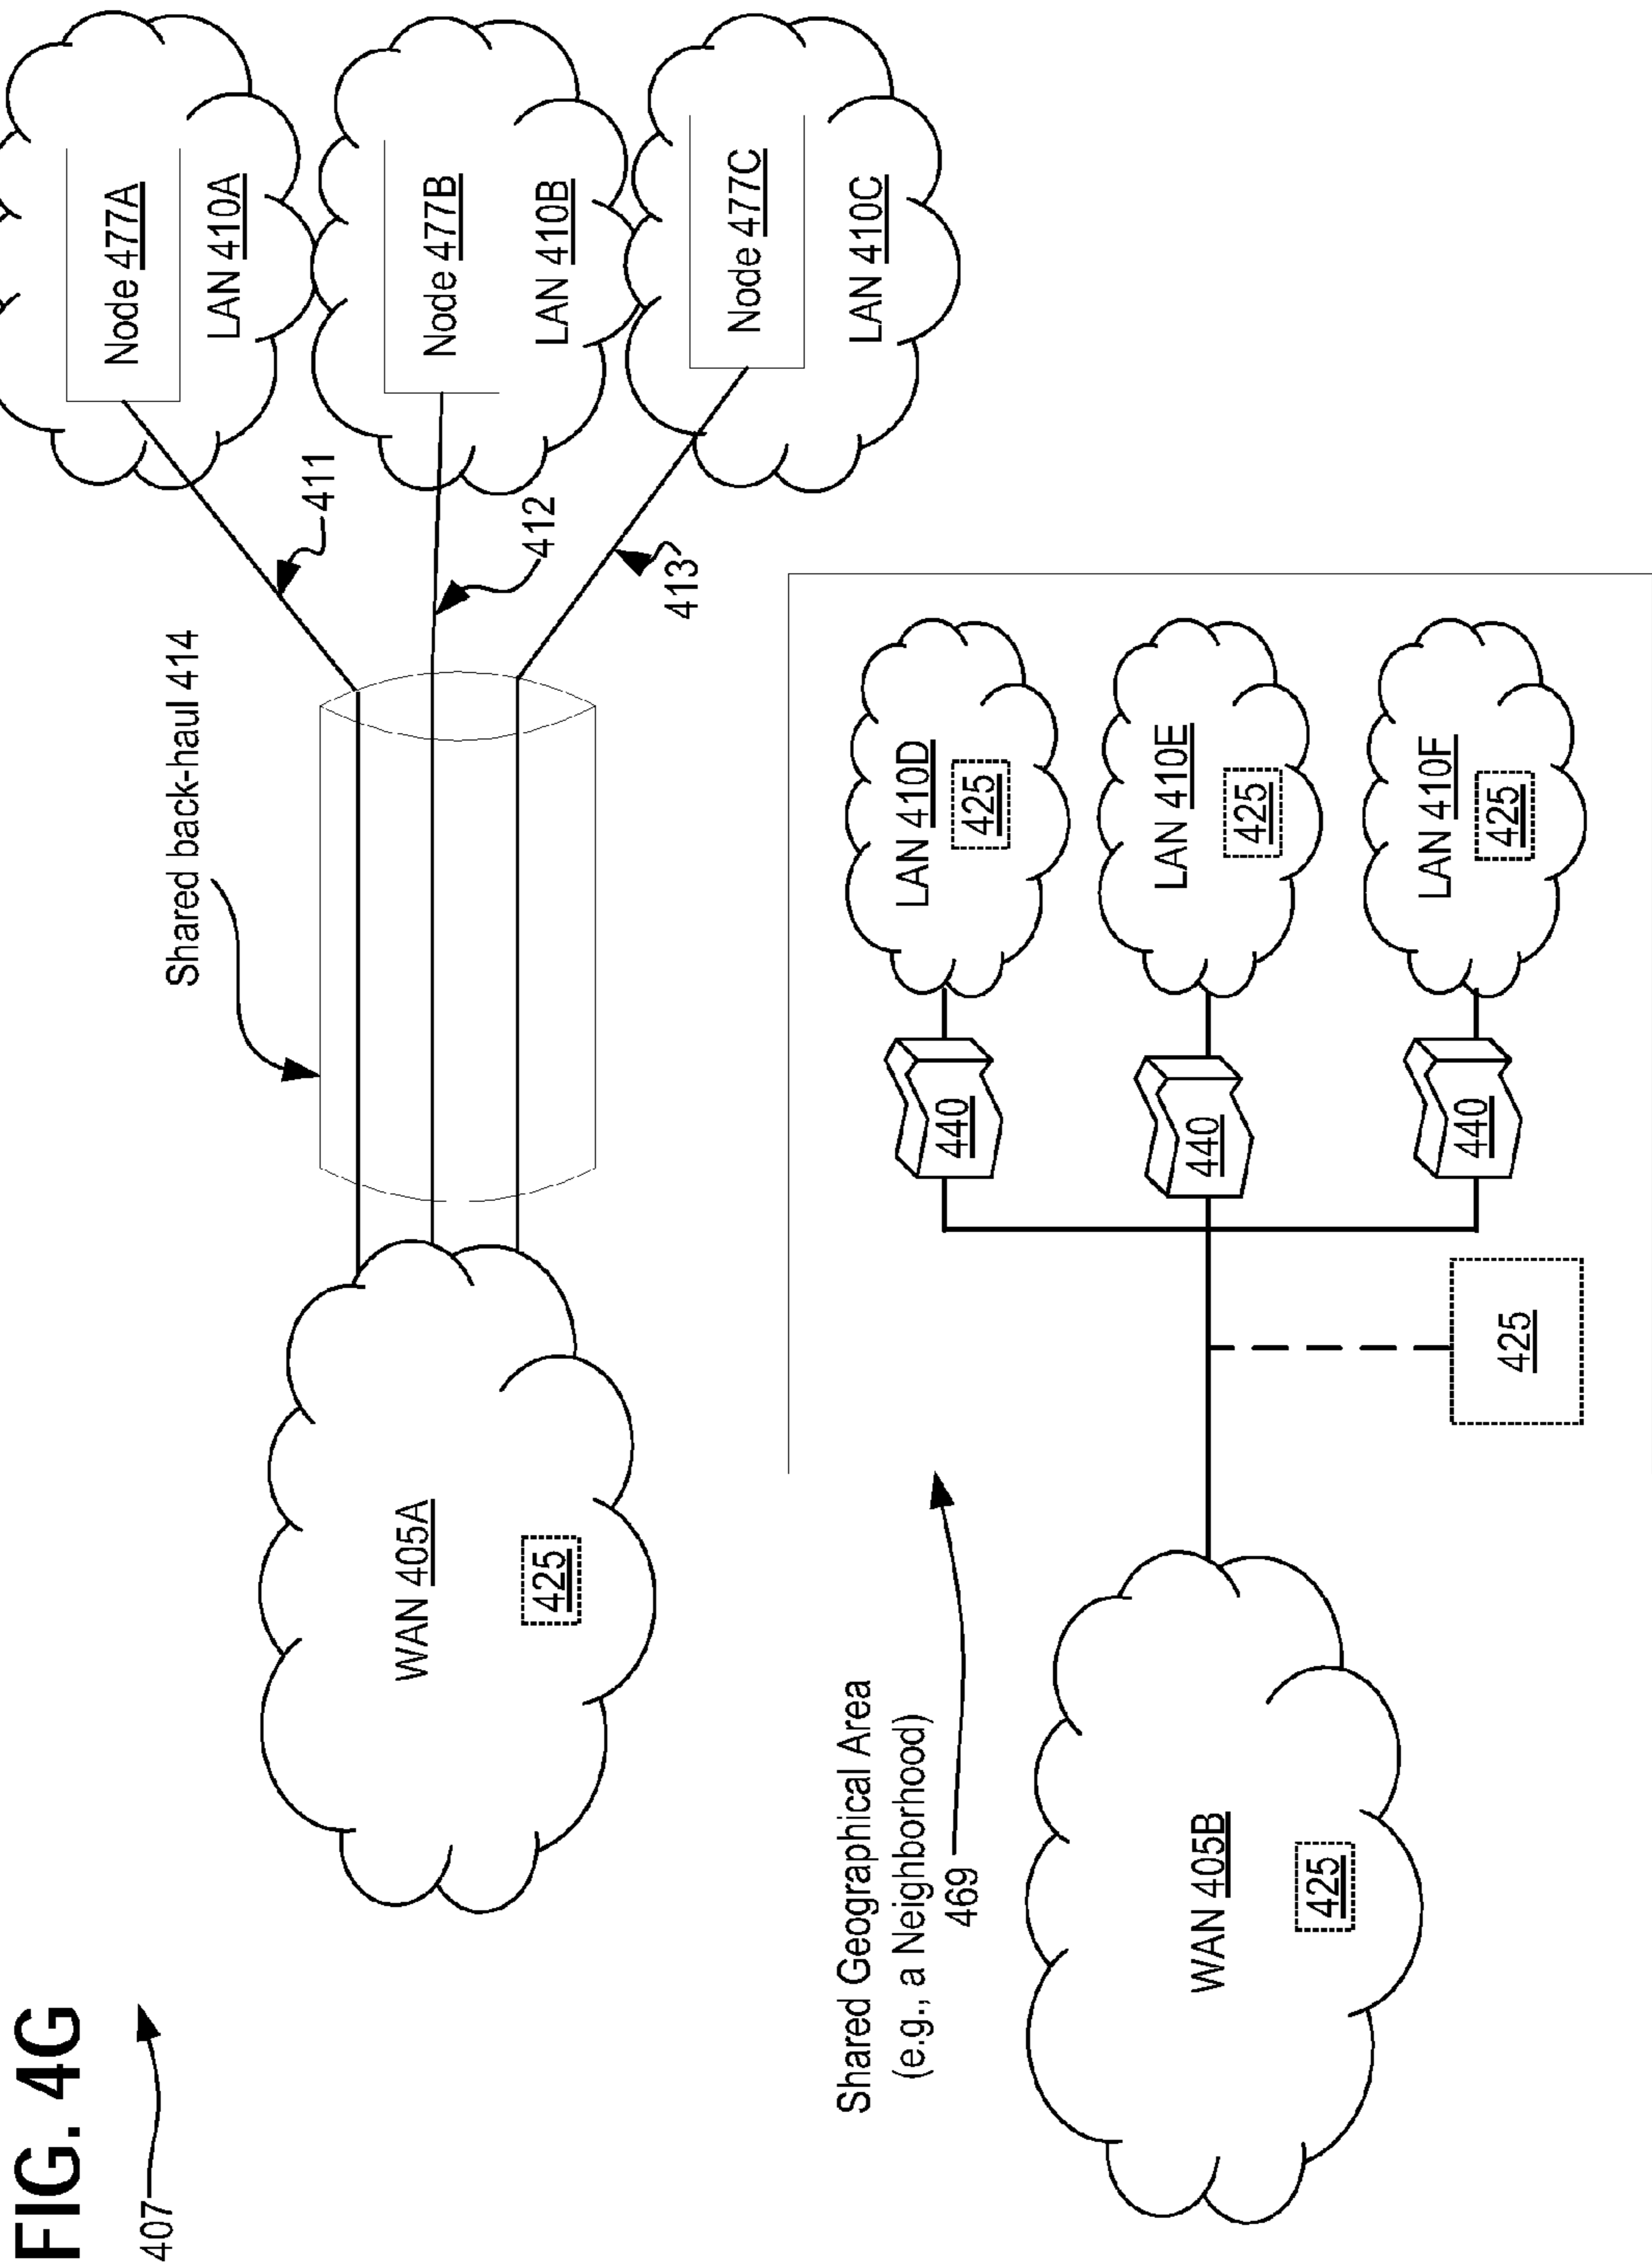 FIG. 4G
407
Shared back-haul 414
WAN 405A
425
411
412
413
Node 477A
LAN 410A
Node 477B
LAN 410B
Node 477C
LAN 410C
Shared Geographical Area
(e.g., a Neighborhood)
469
WAN 405B
425
425
440
440
440
LAN 410D
425
LAN 410E
425
LAN 410F
425